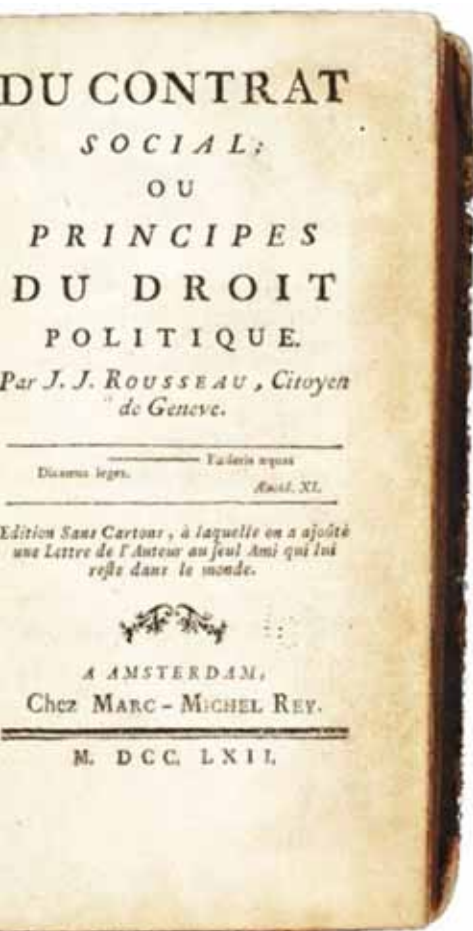 DU CONTRAT
SOCIAL;
OU
PRINCIPES
DU DROIT
POLITIQUE.
Par J. J. ROUSSEAU, Citoyen
de Geneve.
Fœderis æquas
Dicamus leges.
Æneid. XI.
Edition Sans Cartons, à laquelle on a ajoûté
une Lettre de l'Auteur au ſeul Ami qui lui
reſte dans le monde.
A AMSTERDAM,
Chez MARC-MICHEL REY.
M. DCC. LXII.